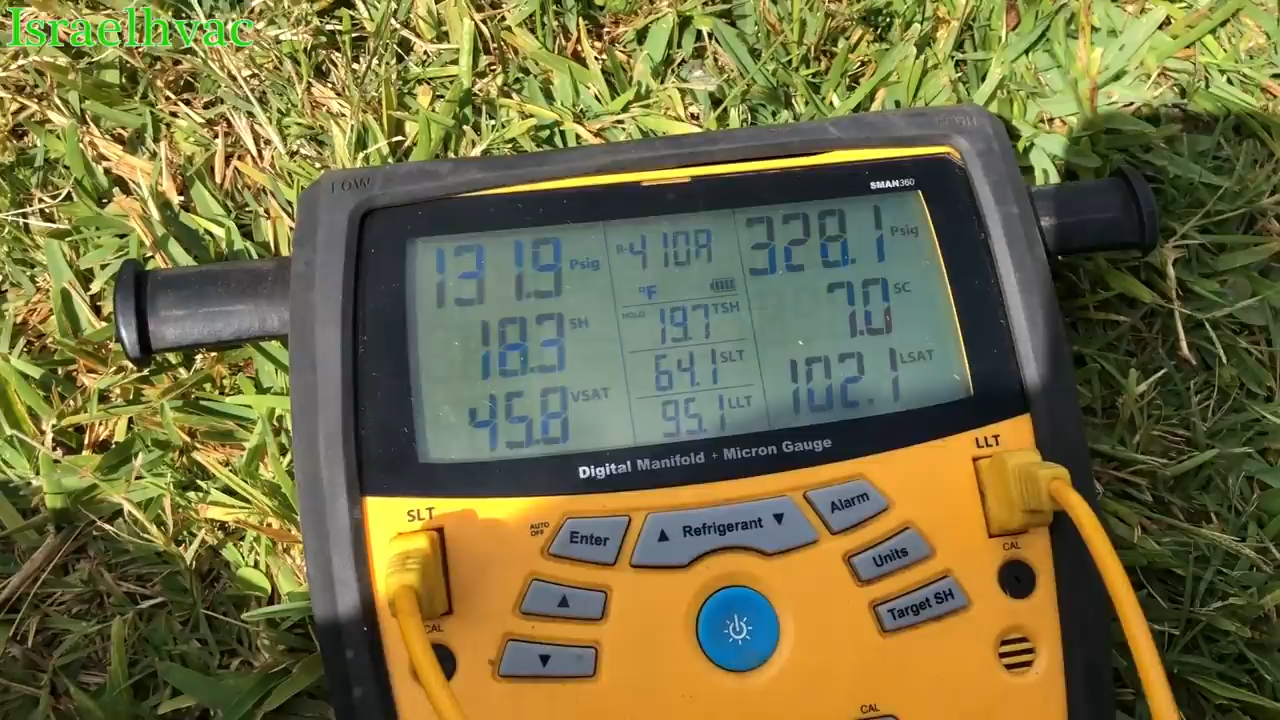 Israelhvac
LOW
HIGH
SMAN360
131.9 Psig
R-410A
328.1 Psig
°F
18.3 SH
HOLD 19.7 TSH
7.0 SC
64.1 SLT
45.8 VSAT
95.1 LLT
102.1 LSAT
Digital Manifold + Micron Gauge
SLT
LLT
AUTO OFF
Enter
▲ Refrigerant ▼
Alarm
Units
CAL
▲
Target SH
CAL
▼
CAL